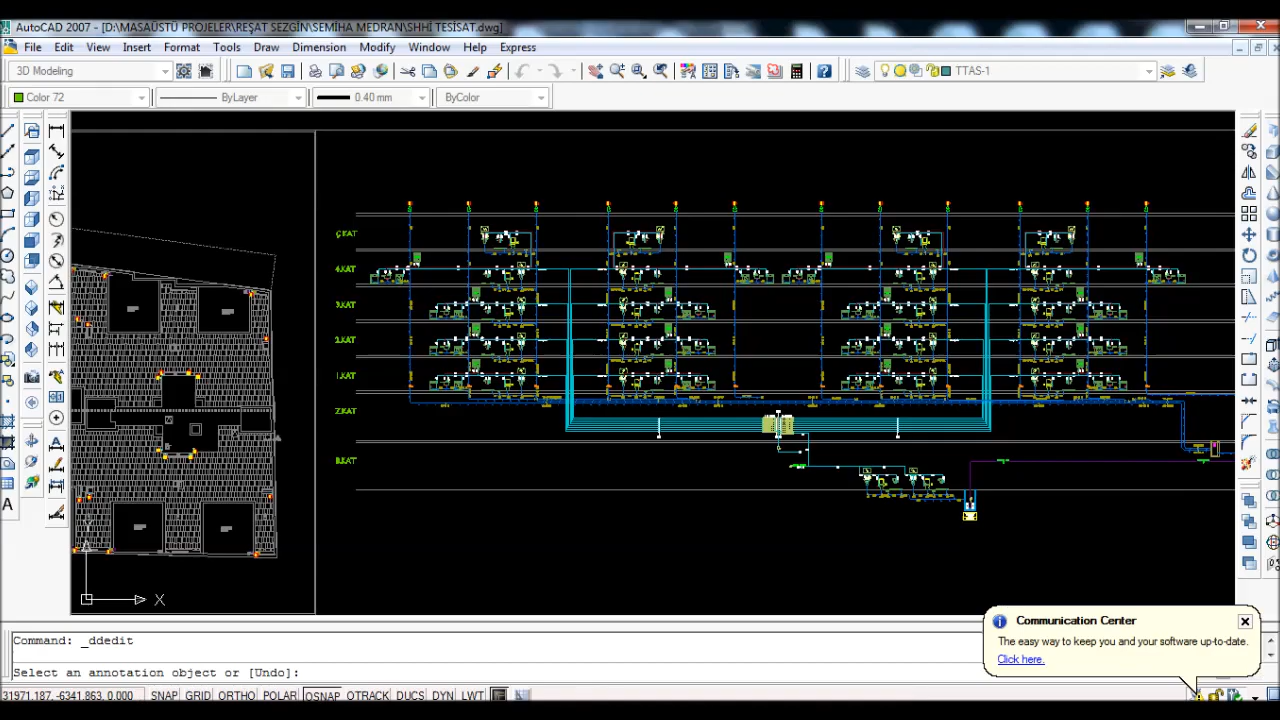 AutoCAD 2007 - [D:\MASAÜSTÜ PROJELER\REŞAT SEZGİN\SEMİHA MEDRAN\SHHİ TESİSAT.dwg]
File Edit View Insert Format Tools Draw Dimension Modify Window Help Express
3D Modeling
TTAS-1
Color 72
ByLayer
0.40 mm
ByColor
Ç.KAT
4.KAT
3.KAT
2.KAT
1.KAT
Z.KAT
B.KAT
X
Command: _ddedit
Select an annotation object or [Undo]:
Communication Center
The easy way to keep you and your software up-to-date.
Click here.
31971.187, -6341.863, 0.000 SNAP GRID ORTHO POLAR OSNAP OTRACK DUCS DYN LWT